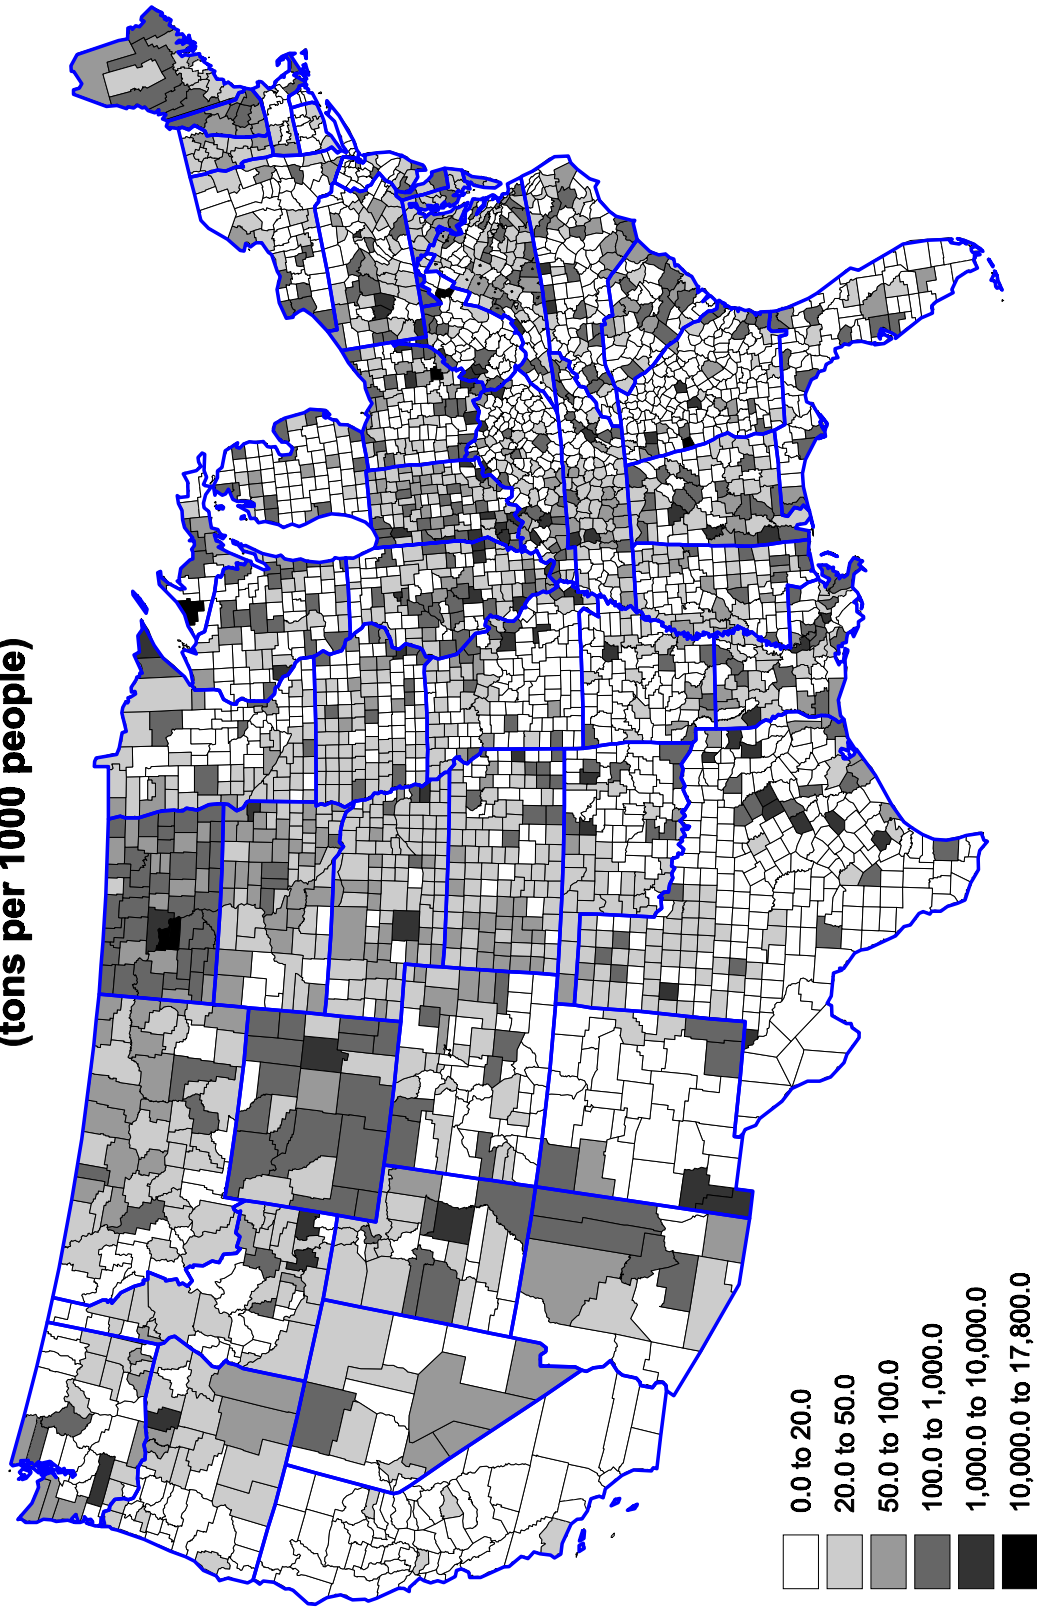 (tons per 1000 people)
0.0 to 20.0
20.0 to 50.0
50.0 to 100.0
100.0 to 1,000.0
1,000.0 to 10,000.0
10,000.0 to 17,800.0